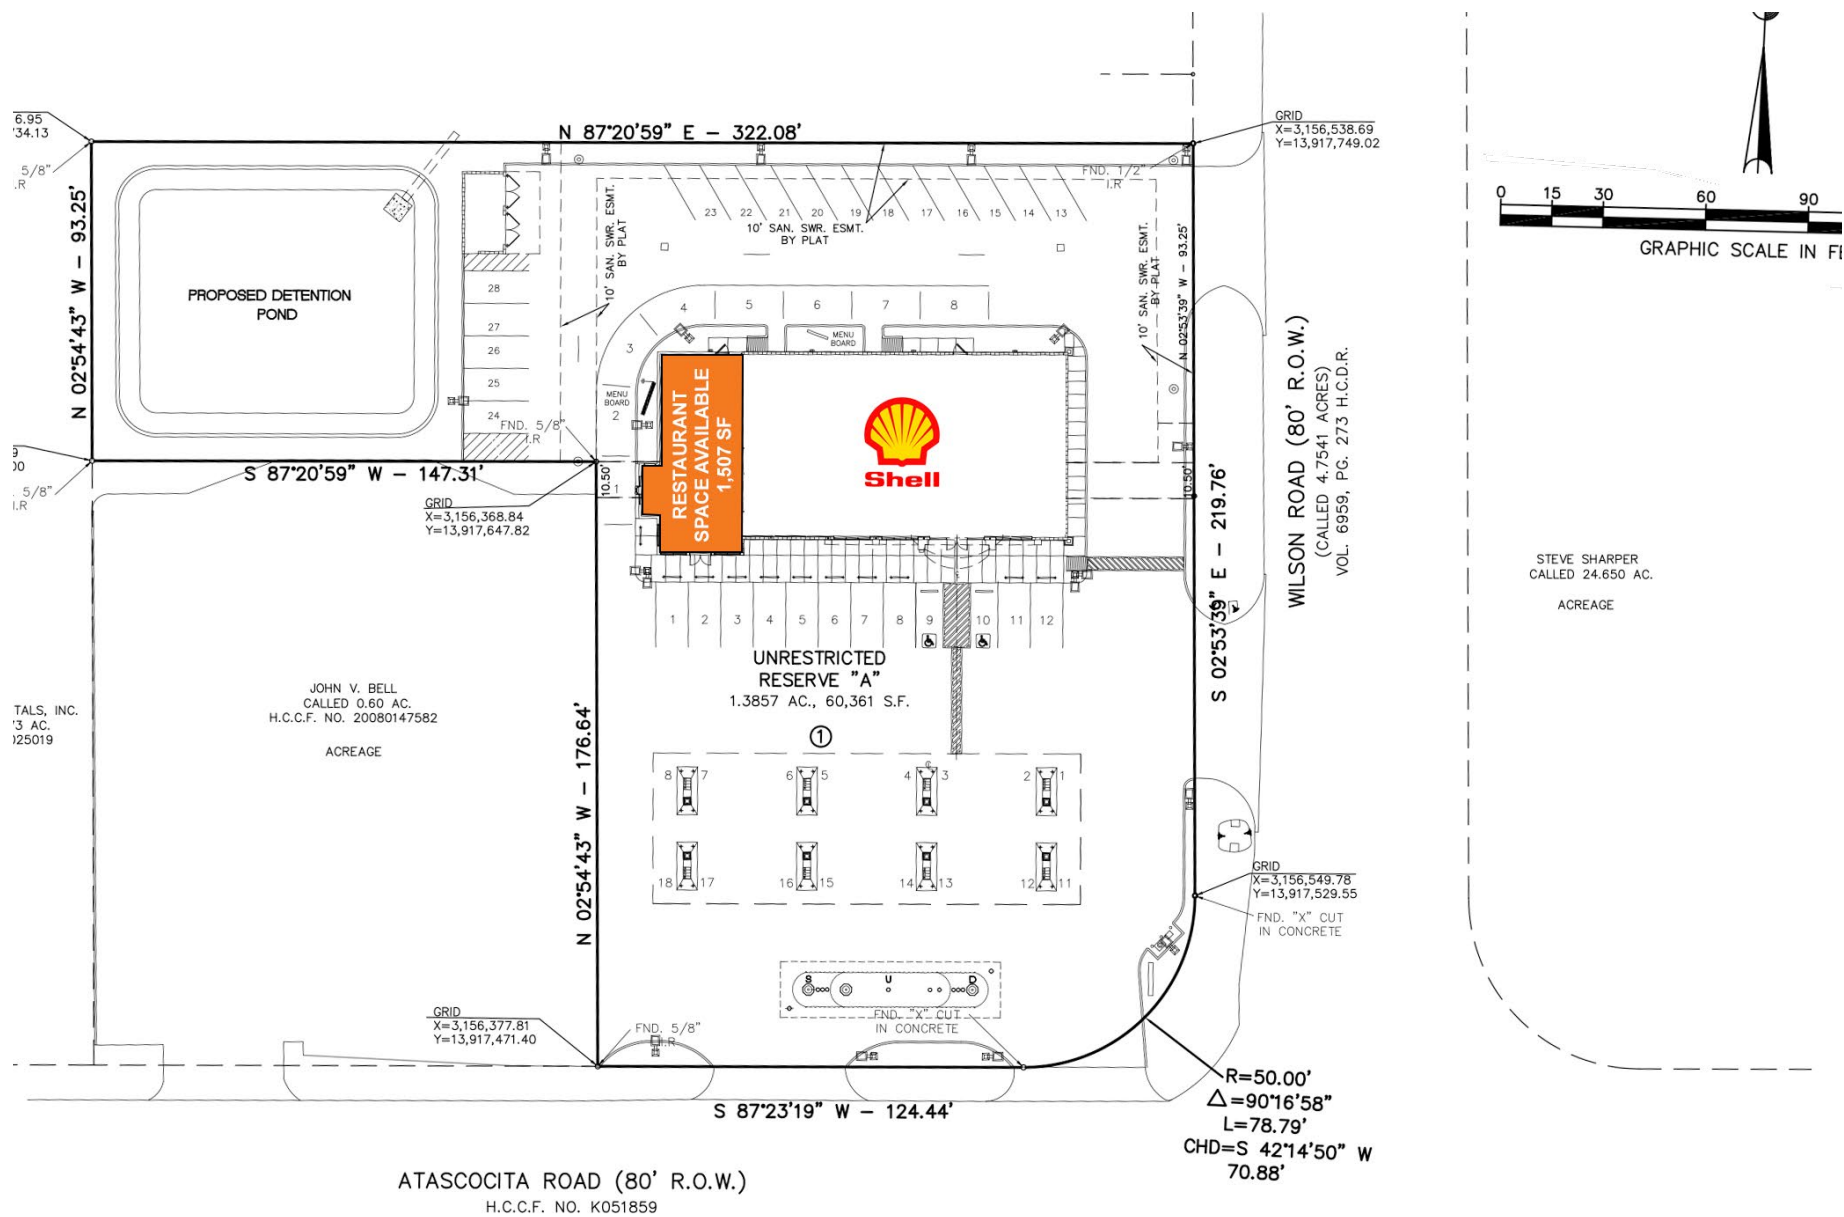 6.95
'34.13
5/8"
I.R
N 87°20'59" E – 322.08'
GRID
X=3,156,538.69
Y=13,917,749.02
FND. 1/2"
I.R
0 15 30 60 90
GRAPHIC SCALE IN
N 02°54'43" W – 93.25'
PROPOSED DETENTION
POND
10' SAN. SWR. ESMT.
BY PLAT
23 22 21 20 19 18 17 16 15 14 13
10' SAN. SWR. ESMT.
BY PLAT
10' SAN. SWR. ESMT.
BY PLAT
N 02°53'39" W – 93.25'
28
27
26
25
24
4 5 6 7 8
3
MENU
BOARD
MENU
BOARD
2
1
RESTAURANT
SPACE AVAILABLE
1,507 SF
Shell
FND. 5/8"
I.R
00
5/8"
I.R
S 87°20'59" W – 147.31'
10.50'
10.50'
GRID
X=3,156,368.84
Y=13,917,647.82
S 02°53'39" E – 219.76'
WILSON ROAD (80' R.O.W.)
(CALLED 4.7541 ACRES)
VOL. 6959, PG. 273 H.C.D.R.
STEVE SHARPER
CALLED 24.650 AC.
ACREAGE
1 2 3 4 5 6 7 8 9 10 11 12
UNRESTRICTED
RESERVE "A"
1.3857 AC., 60,361 S.F.
1
JOHN V. BELL
CALLED 0.60 AC.
H.C.C.F. NO. 20080147582
ACREAGE
TALS, INC.
'3 AC.
025019
N 02°54'43" W – 176.64'
8 7 6 5 4 3 2 1
18 17 16 15 14 13 12 11
GRID
X=3,156,549.78
Y=13,917,529.55
FND. "X" CUT
IN CONCRETE
S U D
FND. "X" CUT
IN CONCRETE
GRID
X=3,156,377.81
Y=13,917,471.40
FND. 5/8"
I.R
S 87°23'19" W – 124.44'
R=50.00'
△=90°16'58"
L=78.79'
CHD=S 42°14'50" W
70.88'
ATASCOCITA ROAD (80' R.O.W.)
H.C.C.F. NO. K051859